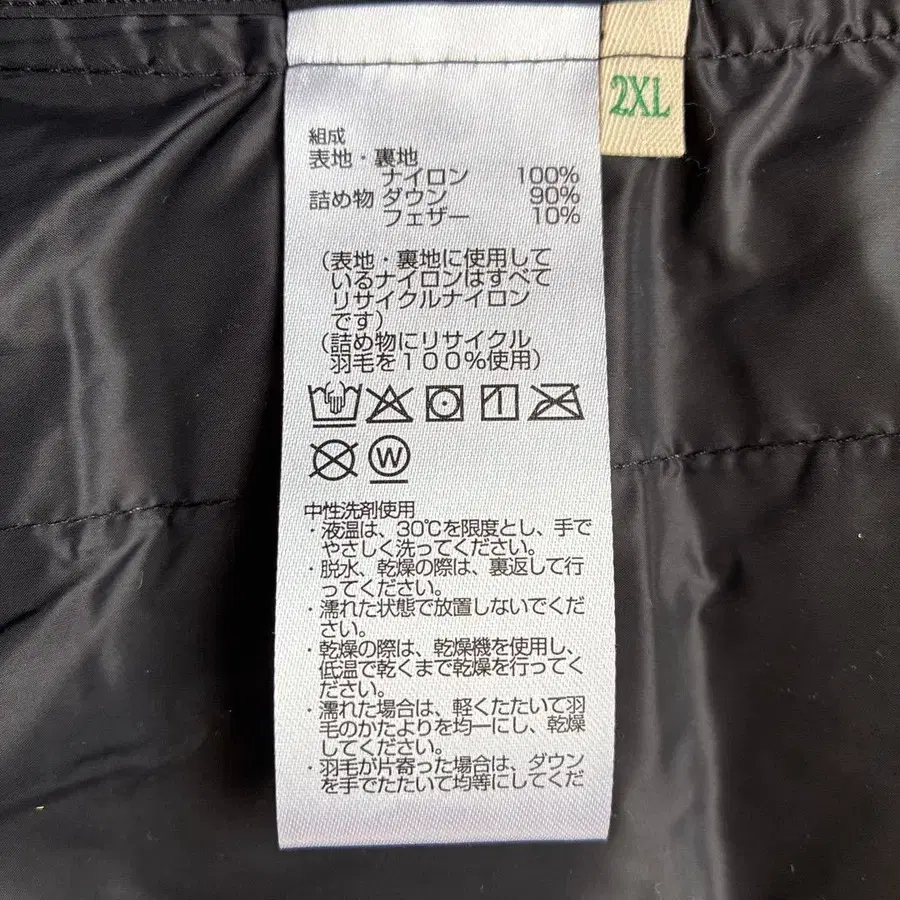 2XL
組成
表地・裏地
ナイロン 100%
詰め物 ダウン 90%
フェザー 10%
(表地・裏地に使用して
いるナイロンはすべて
リサイクルナイロン
です)
(詰め物にリサイクル
羽毛を100%使用)
W
中性洗剤使用
・液温は、30℃を限度とし、手で
やさしく洗ってください。
・脱水、乾燥の際は、裏返して行
ってください。
・濡れた状態で放置しないでくだ
さい。
・乾燥の際は、乾燥機を使用し、
低温で乾くまで乾燥を行ってく
ださい。
・濡れた場合は、軽くたたいて羽
毛のかたよりを均一にし、乾燥
してください。
・羽毛が片寄った場合は、ダウン
を手でたたいて均等にしてくだ